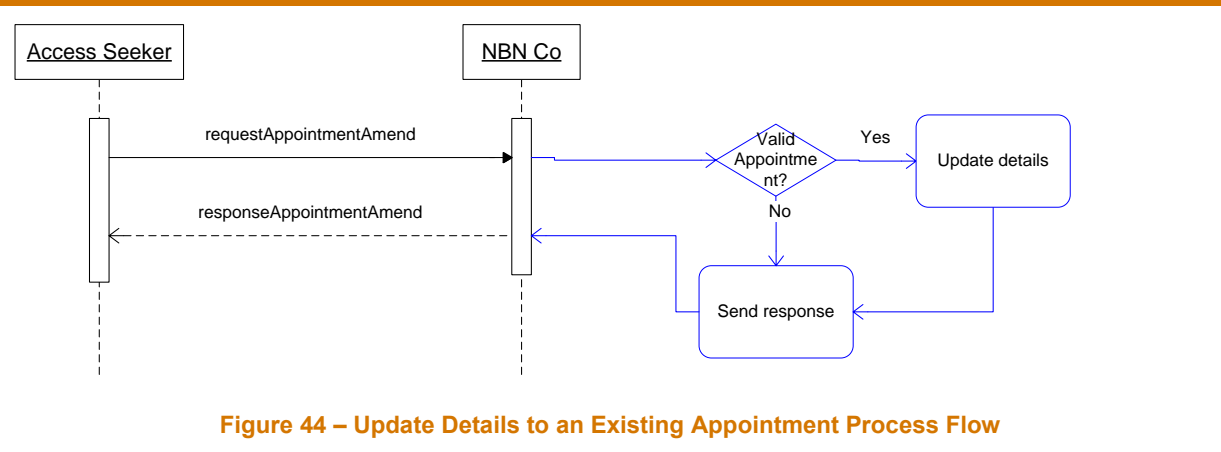 Access Seeker
NBN Co
requestAppointmentAmend
Valid
Appointme
nt?
Yes
Update details
responseAppointmentAmend
No
Send response
Figure 44 – Update Details to an Existing Appointment Process Flow